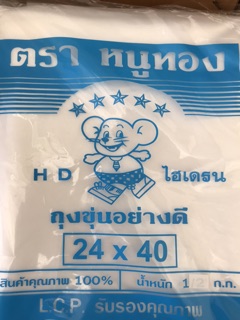 ตรา หนูทอง
H D ไฮเดรน
ถุงขุ่นอย่างดี
24 x 40
สินค้าคุณภาพ 100% น้ำหนัก 1 ก.ก.
L.C.P. รับรองคุณภาพ